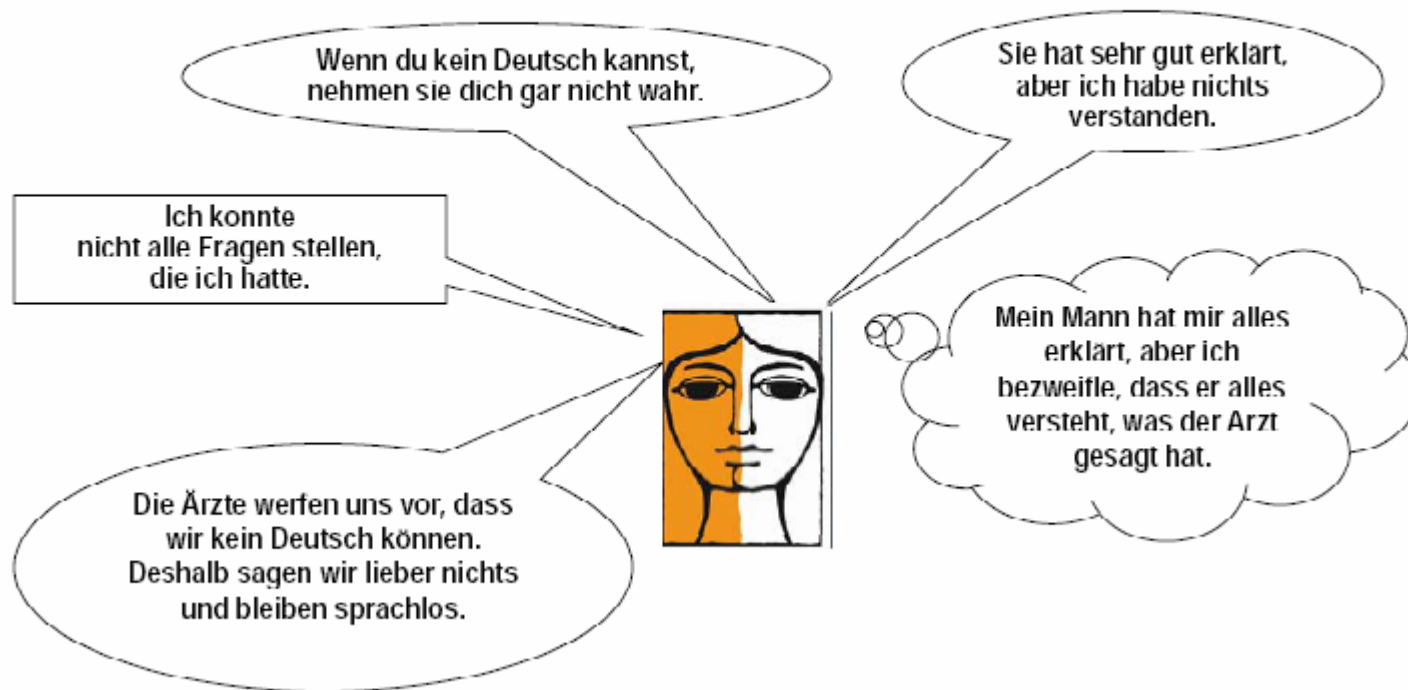 Wenn du kein Deutsch kannst,
nehmen sie dich gar nicht wahr.
Sie hat sehr gut erklärt,
aber ich habe nichts
verstanden.
Ich konnte
nicht alle Fragen stellen,
die ich hatte.
Mein Mann hat mir alles
erklärt, aber ich
bezweifle, dass er alles
versteht, was der Arzt
gesagt hat.
Die Ärzte werfen uns vor, dass
wir kein Deutsch können.
Deshalb sagen wir lieber nichts
und bleiben sprachlos.